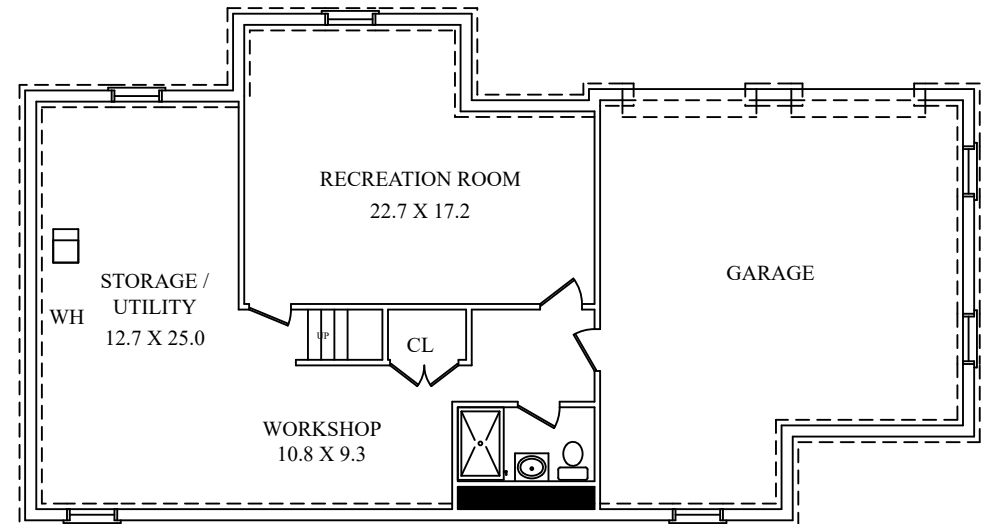 RECREATION ROOM
22.7 X 17.2
GARAGE
STORAGE /
UTILITY
12.7 X 25.0
WH
UP
CL
WORKSHOP
10.8 X 9.3